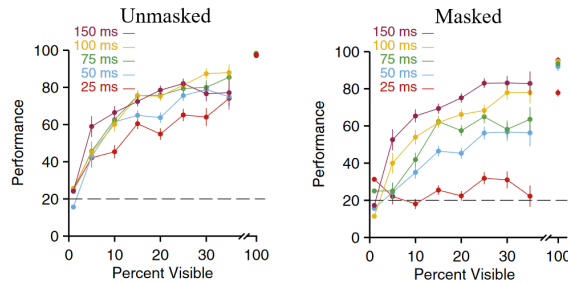 Unmasked
150 ms
100 ms
75 ms
50 ms
25 ms
100
80
60
40
20
0
Performance
0 10 20 30 100
Percent Visible
Masked
150 ms
100 ms
75 ms
50 ms
25 ms
100
80
60
40
20
0
Performance
0 10 20 30 100
Percent Visible